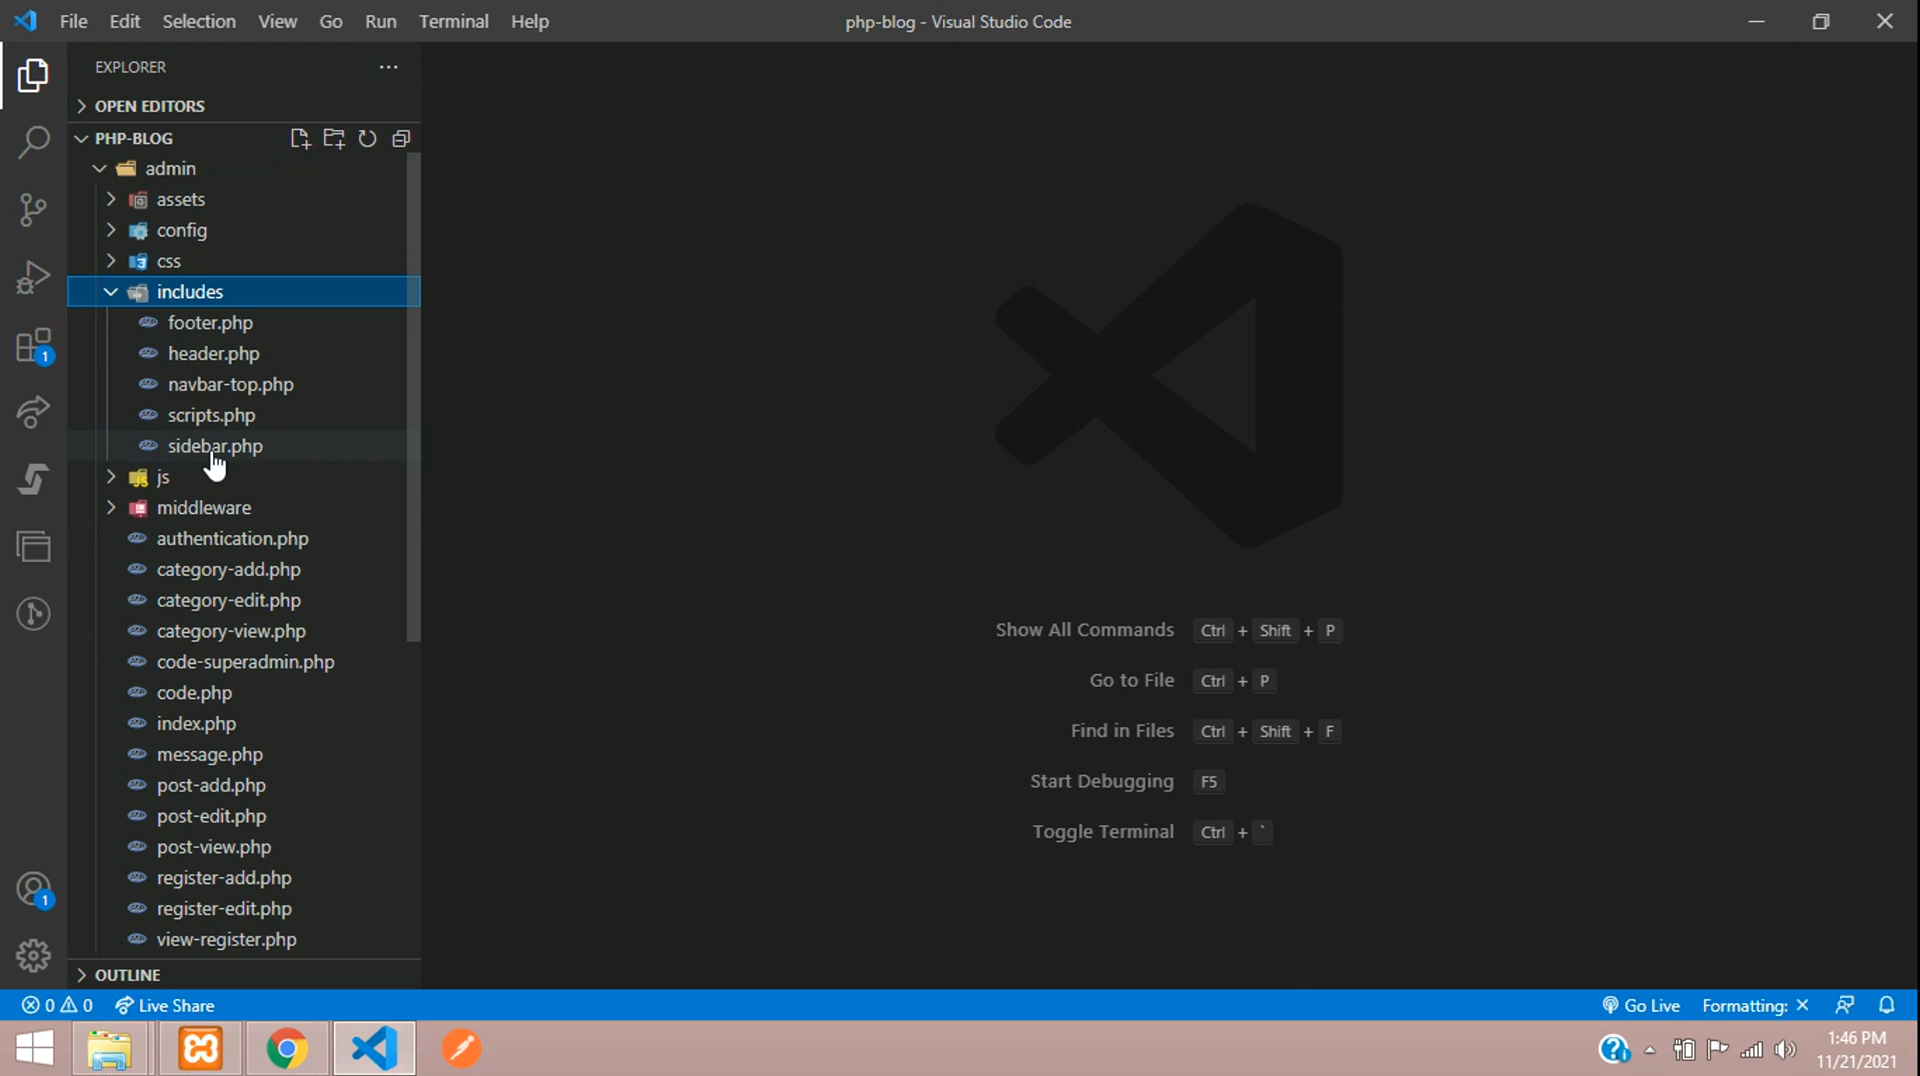 File Edit Selection View Go Run Terminal Help
php-blog - Visual Studio Code
EXPLORER
OPEN EDITORS
PHP-BLOG
admin
assets
config
css
includes
footer.php
header.php
navbar-top.php
scripts.php
sidebar.php
js
middleware
authentication.php
category-add.php
category-edit.php
category-view.php
code-superadmin.php
code.php
index.php
message.php
post-add.php
post-edit.php
post-view.php
register-add.php
register-edit.php
view-register.php
OUTLINE
1
1
Show All Commands Ctrl + Shift + P
Go to File Ctrl + P
Find in Files Ctrl + Shift + F
Start Debugging F5
Toggle Terminal Ctrl + `
0 0 Live Share
Go Live Formatting: ×
1:46 PM
11/21/2021